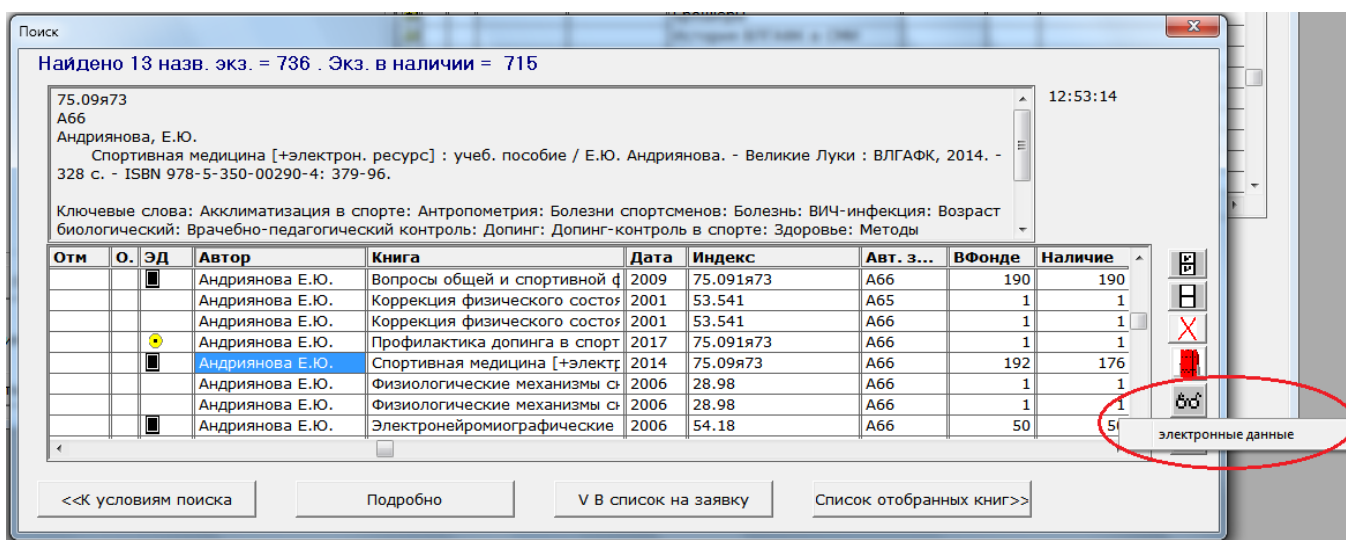 Поиск
Найдено 13 назв. экз. = 736 . Экз. в наличии = 715
75.09я73
А66
Андриянова, Е.Ю.
Спортивная медицина [+электрон. ресурс] : учеб. пособие / Е.Ю. Андриянова. - Великие Луки : ВЛГАФК, 2014. -
328 с. - ISBN 978-5-350-00290-4: 379-96.
Ключевые слова: Акклиматизация в спорте: Антропометрия: Болезни спортсменов: Болезнь: ВИЧ-инфекция: Возраст
биологический: Врачебно-педагогический контроль: Допинг: Допинг-контроль в спорте: Здоровье: Методы
12:53:14
Отм О. ЭД Автор Книга Дата Индекс Авт. з... ВФонде Наличие
Андриянова Е.Ю. Вопросы общей и спортивной ф 2009 75.091я73 А66 190 190
Андриянова Е.Ю. Коррекция физического состоя 2001 53.541 А65 1 1
Андриянова Е.Ю. Коррекция физического состоя 2001 53.541 А66 1 1
Андриянова Е.Ю. Профилактика допинга в спорт 2017 75.091я73 А66 1 1
Андриянова Е.Ю. Спортивная медицина [+электр 2014 75.09я73 А66 192 176
Андриянова Е.Ю. Физиологические механизмы сн 2006 28.98 А66 1 1
Андриянова Е.Ю. Физиологические механизмы сн 2006 28.98 А66 1 1
Андриянова Е.Ю. Электронейромиографические 2006 54.18 А66 50
электронные данные
<<К условиям поиска Подробно V В список на заявку Список отобранных книг>>